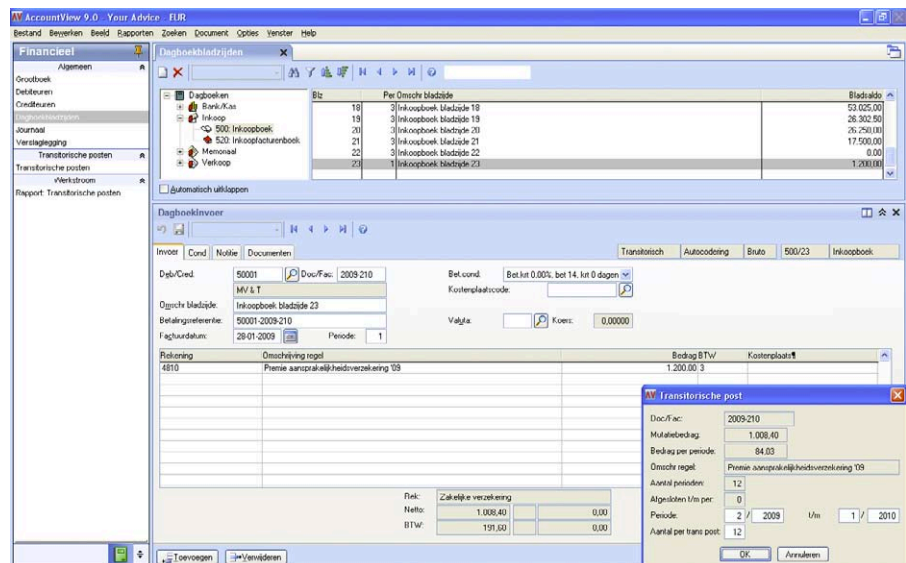 AccountView 9.0 - Your Advice - EUR
Bestand Bewerken Beeld Rapporten Zoeken Document Opties Venster Help
Financieel
Algemeen
Grootboek
Debiteuren
Crediteuren
Dagboekbladzijden
Journaal
Verslaglegging
Transitorische posten
Transitorische posten
Werkstroom
Rapport: Transitorische posten
Dagboekbladzijden
Dagboeken
Bank/Kas
Inkoop
500: Inkoopboek
520: Inkoopfacturenboek
Memoriaal
Verkoop
Automatisch uitklappen
Blz Per Omschr bladzijde Bladsaldo
18 3 Inkoopboek bladzijde 18 53.025,00
19 3 Inkoopboek bladzijde 19 26.302,50
20 3 Inkoopboek bladzijde 20 26.250,00
21 3 Inkoopboek bladzijde 21 17.500,00
22 3 Inkoopboek bladzijde 22 0,00
23 1 Inkoopboek bladzijde 23 1.200,00
DagboekInvoer
Invoer Cond Notitie Documenten Transitorisch Autocodering Bruto 500/23 Inkoopboek
Deb/Cred. 50001 Doc/Fac: 2009-210 Bet.cond. Bet.krt 0.00%, bet 14, krt 0 dagen
MV & T Kostenplaatscode:
Omschr bladzijde: Inkoopboek bladzijde 23
Betalingsreferentie: 50001-2009-210 Valuta: Koers: 0,00000
Factuurdatum: 28-01-2009 Periode: 1
Rekening Omschrijving regel Bedrag BTW Kostenplaats¶
4810 Premie aansprakelijkheidsverzekering '09 1.200,00 3
Rek: Zakelijke verzekering
Netto: 1.008,40 0,00
BTW: 191,60 0,00
Toevoegen Verwijderen
Transitorische post
Doc/Fac: 2009-210
Mutatiebedrag: 1.008,40
Bedrag per periode: 84,03
Omschr regel: Premie aansprakelijkheidsverzekering '09
Aantal perioden: 12
Afgesloten t/m per: 0
Periode: 2 / 2009 t/m 1 / 2010
Aantal per trans.post: 12
OK Annuleren